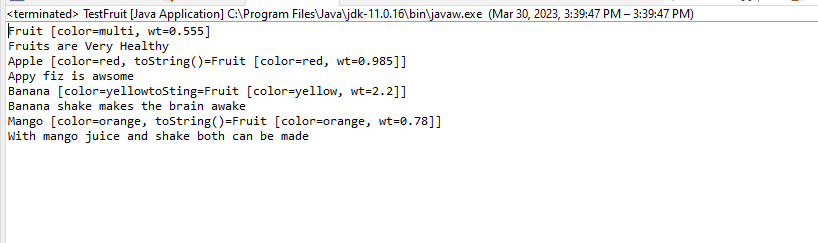 <terminated> TestFruit [Java Application] C:\Program Files\Java\jdk-11.0.16\bin\javaw.exe (Mar 30, 2023, 3:39:47 PM – 3:39:47 PM)
Fruit [color=multi, wt=0.555]
Fruits are Very Healthy
Apple [color=red, toString()=Fruit [color=red, wt=0.985]]
Appy fiz is awsome
Banana [color=yellowtoSting=Fruit [color=yellow, wt=2.2]]
Banana shake makes the brain awake
Mango [color=orange, toString()=Fruit [color=orange, wt=0.78]]
With mango juice and shake both can be made